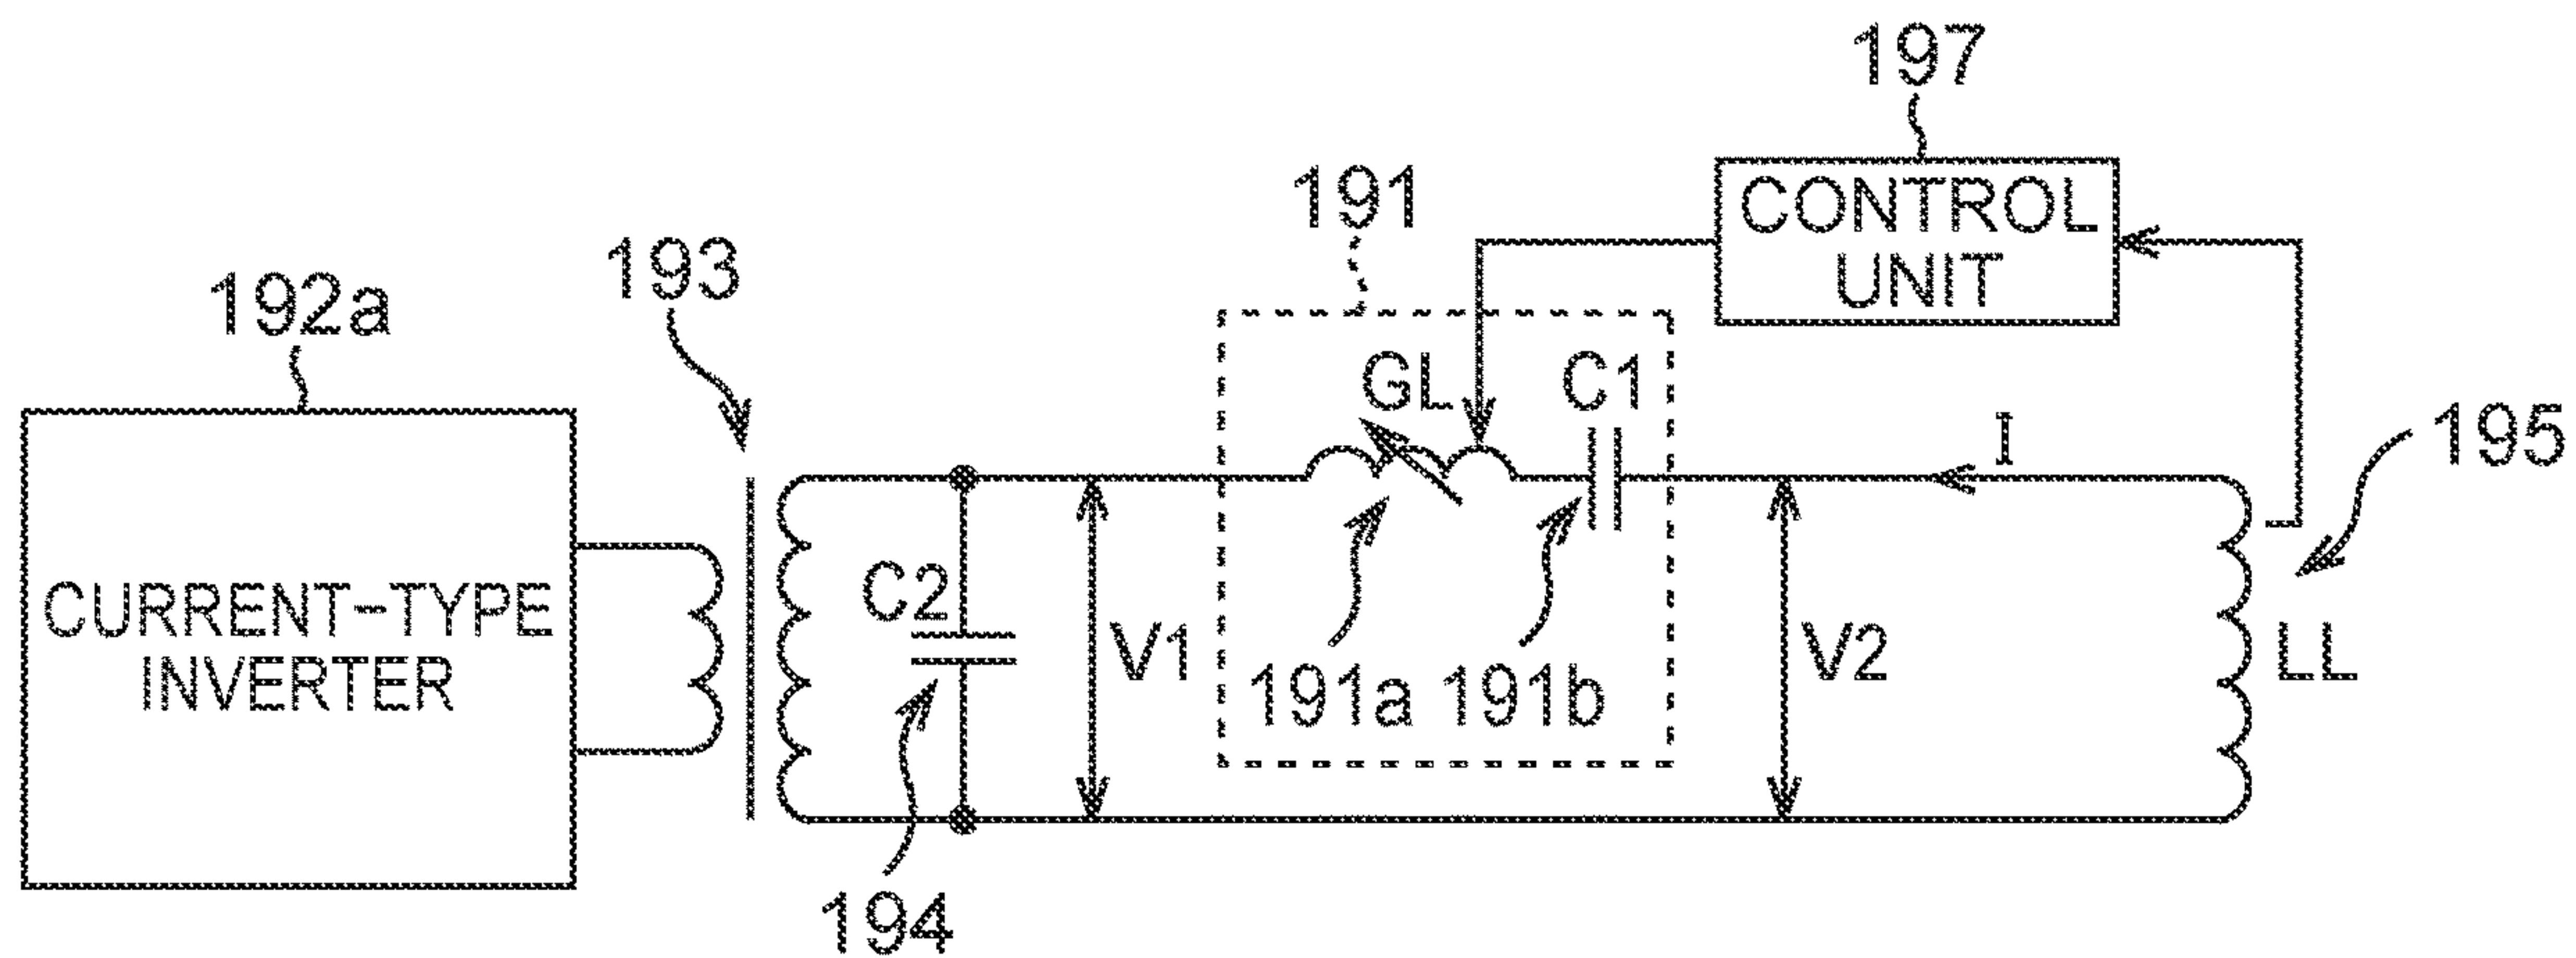 197
CONTROL
UNIT
191
193
192a
GL
C1
I
195
CURRENT-TYPE
INVERTER
C2
V1
V2
LL
191a
191b
194